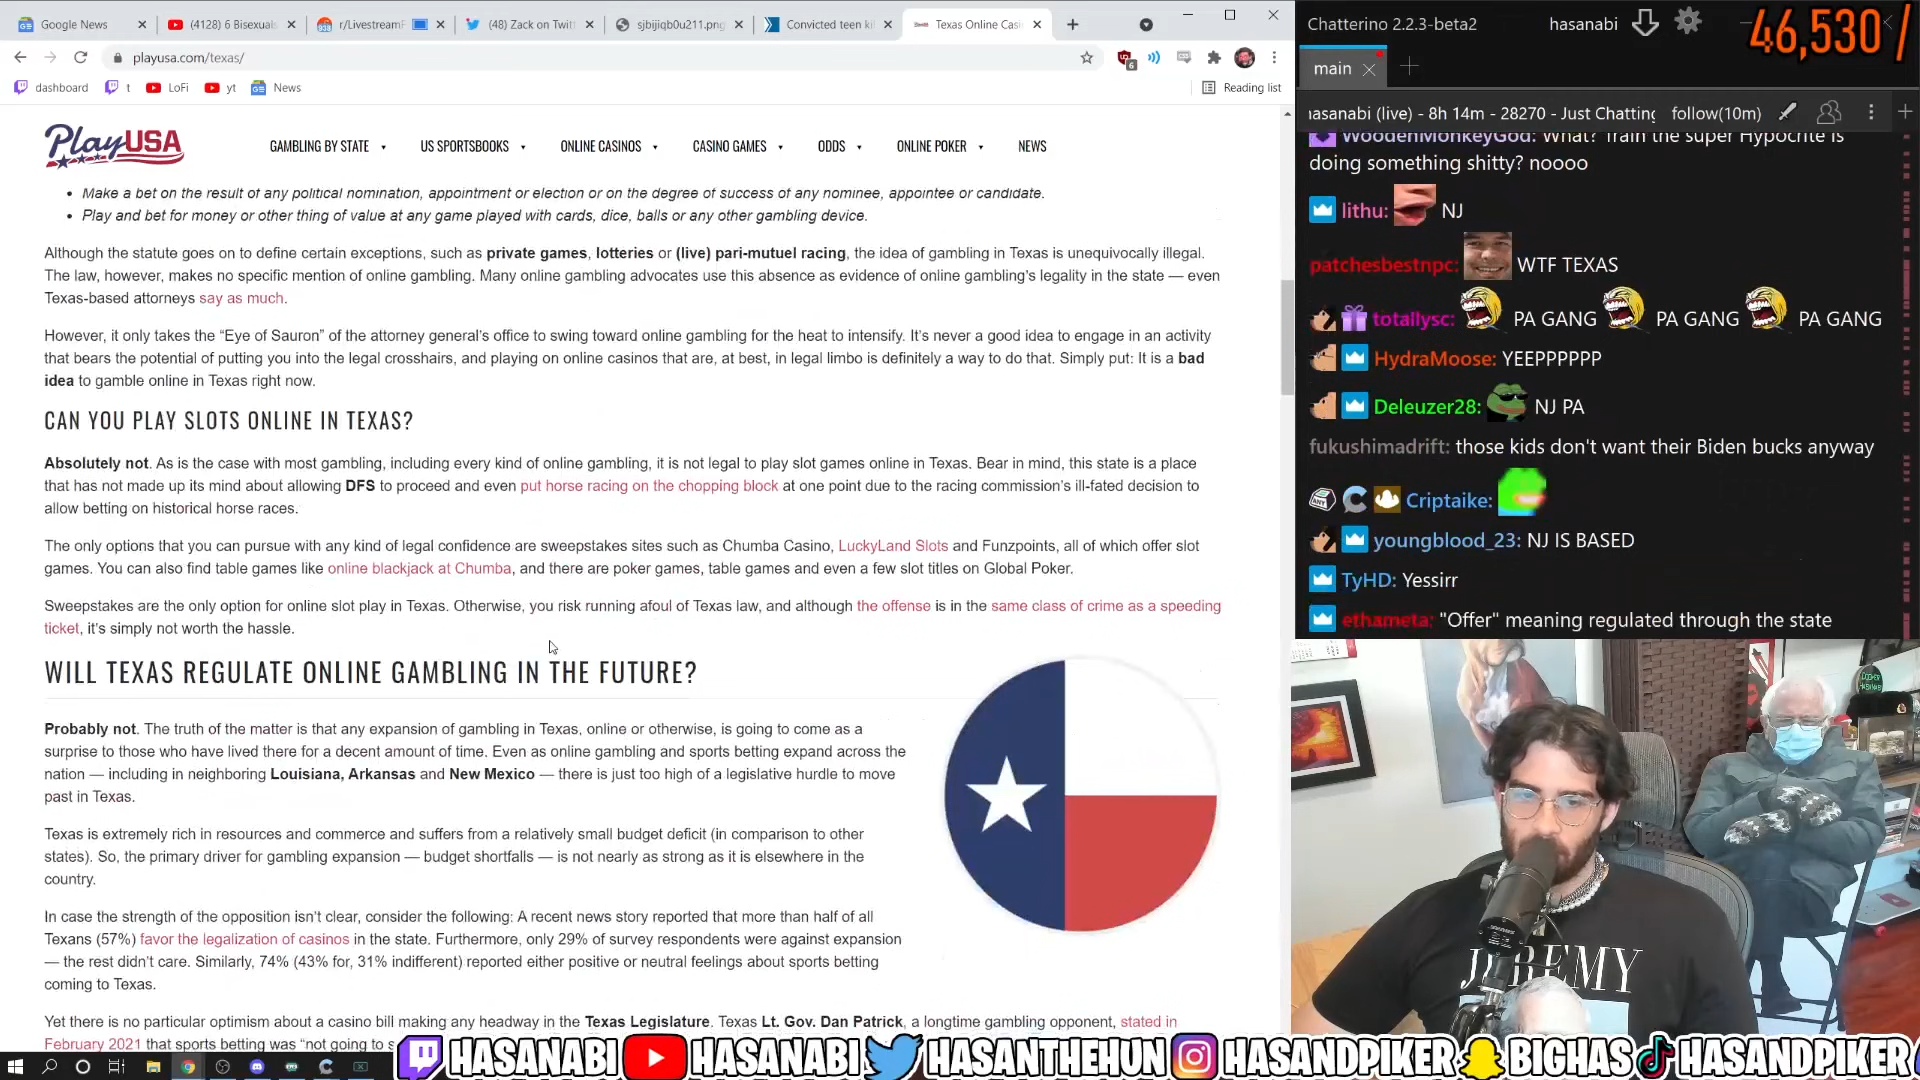 Google News
(4128) 6 Bisexual
r/Livestream
(48) Zack on Twitt
sjbijiqb0u211.png
Convicted teen kil
Texas Online Casi
playusa.com/texas/
dashboard
t
LoFi
yt
News
Reading list
PlayUSA
GAMBLING BY STATE
US SPORTSBOOKS
ONLINE CASINOS
CASINO GAMES
ODDS
ONLINE POKER
NEWS
• Make a bet on the result of any political nomination, appointment or election or on the degree of success of any nominee, appointee or candidate.
• Play and bet for money or other thing of value at any game played with cards, dice, balls or any other gambling device.
Although the statute goes on to define certain exceptions, such as private games, lotteries or (live) pari-mutuel racing, the idea of gambling in Texas is unequivocally illegal.
The law, however, makes no specific mention of online gambling. Many online gambling advocates use this absence as evidence of online gambling's legality in the state — even
Texas-based attorneys say as much.
However, it only takes the “Eye of Sauron” of the attorney general's office to swing toward online gambling for the heat to intensify. It's never a good idea to engage in an activity
that bears the potential of putting you into the legal crosshairs, and playing on online casinos that are, at best, in legal limbo is definitely a way to do that. Simply put: It is a bad
idea to gamble online in Texas right now.
CAN YOU PLAY SLOTS ONLINE IN TEXAS?
Absolutely not. As is the case with most gambling, including every kind of online gambling, it is not legal to play slot games online in Texas. Bear in mind, this state is a place
that has not made up its mind about allowing DFS to proceed and even put horse racing on the chopping block at one point due to the racing commission's ill-fated decision to
allow betting on historical horse races.
The only options that you can pursue with any kind of legal confidence are sweepstakes sites such as Chumba Casino, LuckyLand Slots and Funzpoints, all of which offer slot
games. You can also find table games like online blackjack at Chumba, and there are poker games, table games and even a few slot titles on Global Poker.
Sweepstakes are the only option for online slot play in Texas. Otherwise, you risk running afoul of Texas law, and although the offense is in the same class of crime as a speeding
ticket, it's simply not worth the hassle.
WILL TEXAS REGULATE ONLINE GAMBLING IN THE FUTURE?
Probably not. The truth of the matter is that any expansion of gambling in Texas, online or otherwise, is going to come as a
surprise to those who have lived there for a decent amount of time. Even as online gambling and sports betting expand across the
nation — including in neighboring Louisiana, Arkansas and New Mexico — there is just too high of a legislative hurdle to move
past in Texas.
Texas is extremely rich in resources and commerce and suffers from a relatively small budget deficit (in comparison to other
states). So, the primary driver for gambling expansion — budget shortfalls — is not nearly as strong as it is elsewhere in the
country.
In case the strength of the opposition isn't clear, consider the following: A recent news story reported that more than half of all
Texans (57%) favor the legalization of casinos in the state. Furthermore, only 29% of survey respondents were against expansion
— the rest didn't care. Similarly, 74% (43% for, 31% indifferent) reported either positive or neutral feelings about sports betting
coming to Texas.
Yet there is no particular optimism about a casino bill making any headway in the Texas Legislature. Texas Lt. Gov. Dan Patrick, a longtime gambling opponent, stated in
February 2021 that sports betting was “not going to s
Chatterino 2.2.3-beta2
hasanabi
46,530 /
main
hasanabi (live) - 8h 14m - 28270 - Just Chatting
follow(10m)
WoodenMonkeyGod: What? Train the super Hypocrite is
doing something shitty? noooo
lithu: NJ
patchesbestnpc: WTF TEXAS
totallysc: PA GANG PA GANG PA GANG
HydraMoose: YEEPPPPPP
Deleuzer28: NJ PA
fukushimadrift: those kids don't want their Biden bucks anyway
Criptaike:
youngblood_23: NJ IS BASED
TyHD: Yessirr
ethameta: "Offer" meaning regulated through the state
JEREMY
HASANABI
HASANABI
HASANTHEHUN
HASANDPIKER
BIGHAS
HASANDPIKER